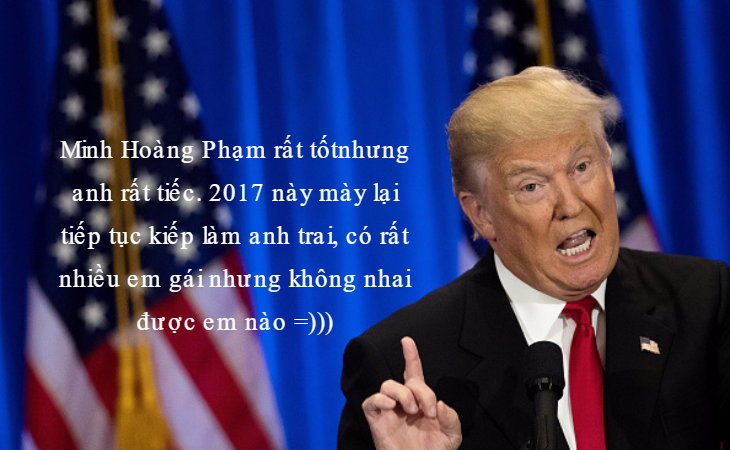 Minh Hoàng Phạm rất tốtnhưng
anh rất tiếc. 2017 này mày lại
tiếp tục kiếp làm anh trai, có rất
nhiều em gái nhưng không nhai
được em nào =)))